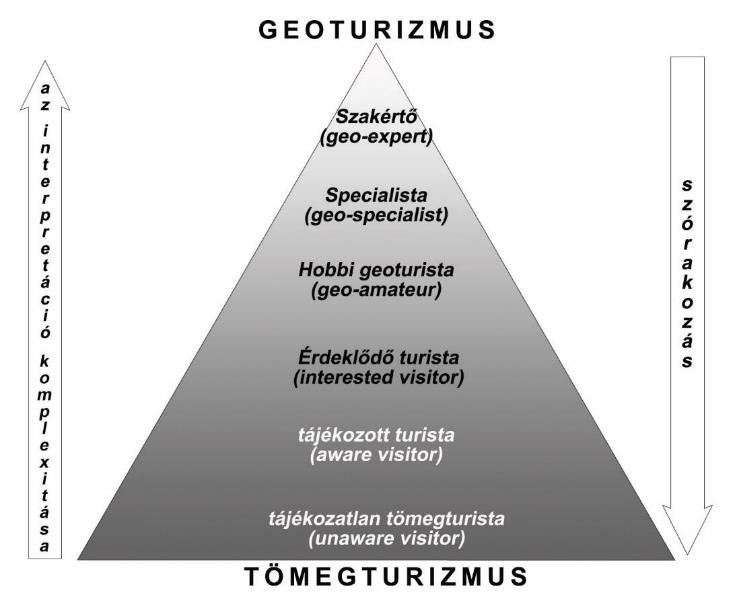 GEOTURIZMUS
az interpretáció komplexitása
Szakértő
(geo-expert)
Specialista
(geo-specialist)
Hobbi geoturista
(geo-amateur)
Érdeklődő turista
(interested visitor)
tájékozott turista
(aware visitor)
tájékozatlan tömegturista
(unaware visitor)
szórakozás
TÖMEGTURIZMUS